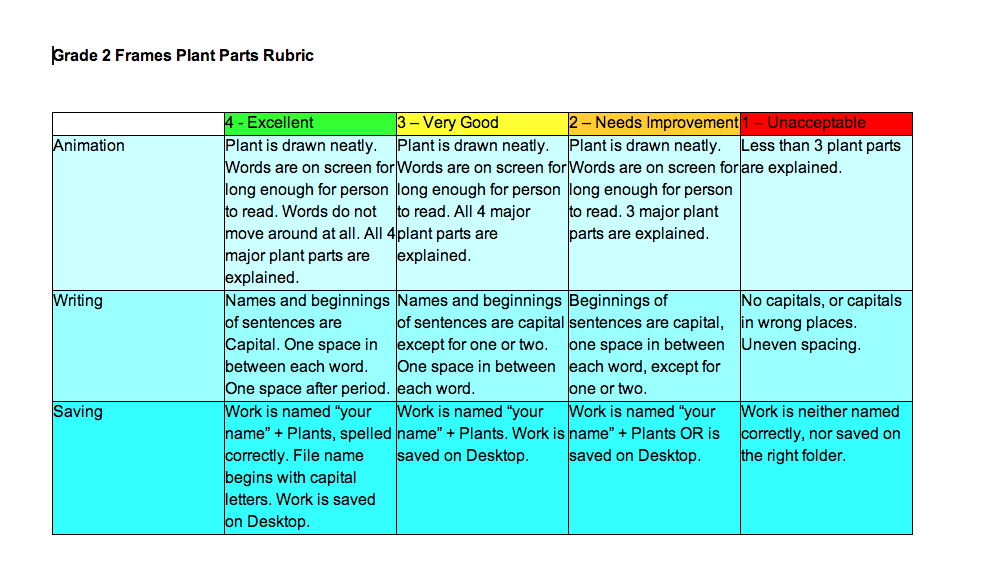 Grade 2 Frames Plant Parts Rubric
4 - Excellent
3 – Very Good
2 – Needs Improvement
1 – Unacceptable
Animation
Plant is drawn neatly.
Words are on screen for
long enough for person
to read. Words do not
move around at all. All 4
major plant parts are
explained.
Plant is drawn neatly.
Words are on screen for
long enough for person
to read. All 4 major
plant parts are
explained.
Plant is drawn neatly.
Words are on screen for
long enough for person
to read. 3 major plant
parts are explained.
Less than 3 plant parts
are explained.
Writing
Names and beginnings
of sentences are
Capital. One space in
between each word.
One space after period.
Names and beginnings
of sentences are capital
except for one or two.
One space in between
each word.
Beginnings of
sentences are capital,
one space in between
each word, except for
one or two.
No capitals, or capitals
in wrong places.
Uneven spacing.
Saving
Work is named “your
name” + Plants, spelled
correctly. File name
begins with capital
letters. Work is saved
on Desktop.
Work is named “your
name” + Plants. Work is
saved on Desktop.
Work is named “your
name” + Plants OR is
saved on Desktop.
Work is neither named
correctly, nor saved on
the right folder.